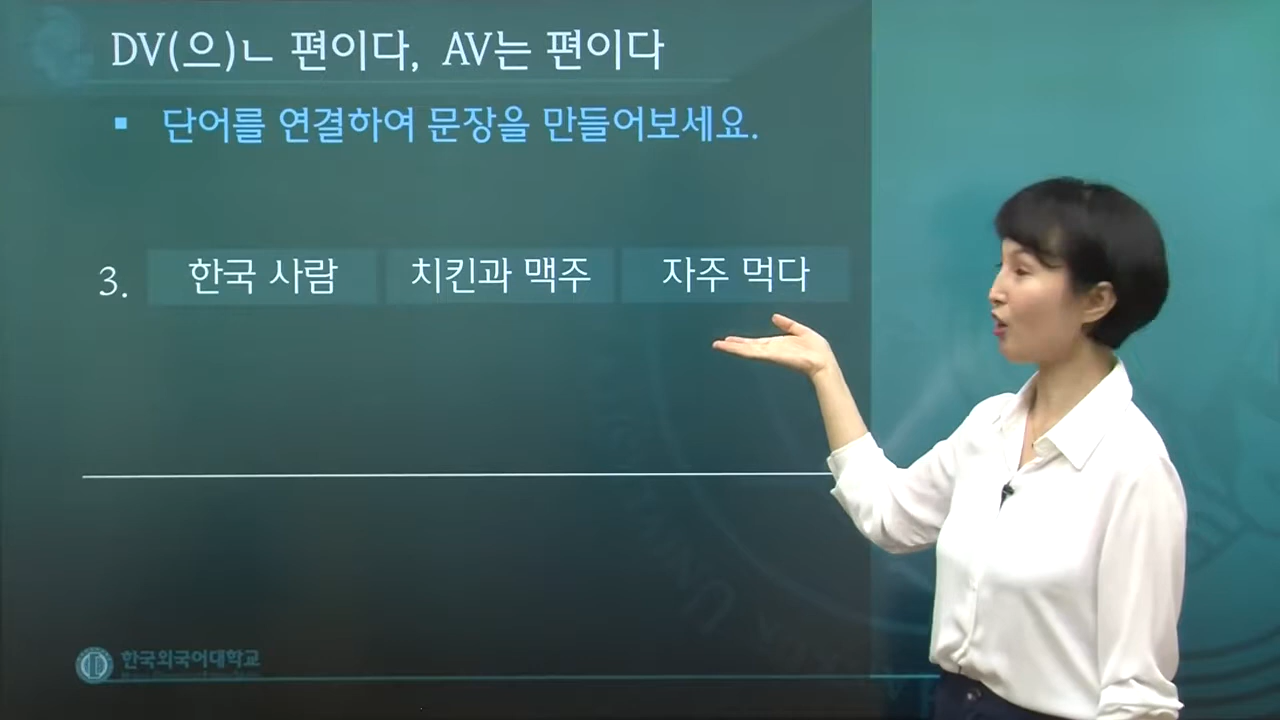 DV(으)ㄴ 편이다, AV는 편이다
▪ 단어를 연결하여 문장을 만들어보세요.
3. 한국 사람 치킨과 맥주 자주 먹다
한국외국어대학교